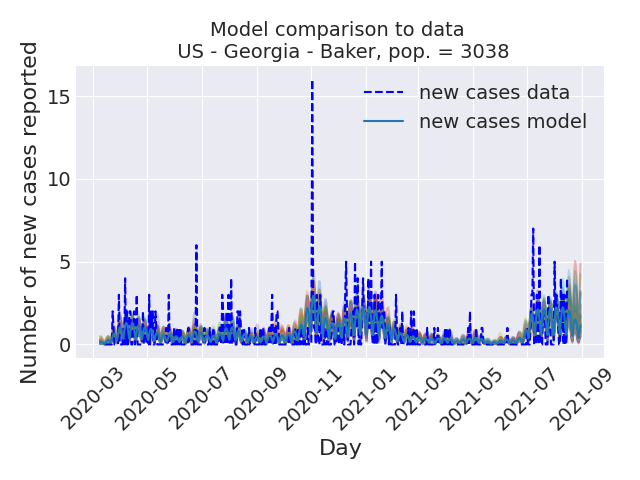 Model comparison to data
US - Georgia - Baker, pop. = 3038
Number of new cases reported
15
10
5
0
new cases data
new cases model
2020-03
2020-05
2020-07
2020-09
2020-11
2021-01
2021-03
2021-05
2021-07
2021-09
Day